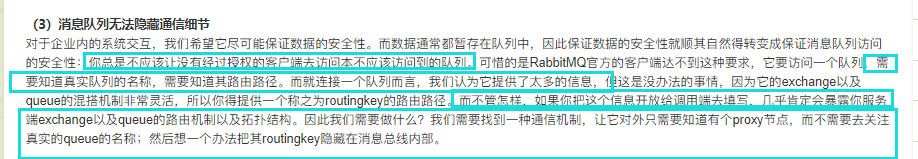 （3）消息队列无法隐藏通信细节
对于企业内的系统交互，我们希望它尽可能保证数据的安全性。而数据通常都暂存在队列中，因此保证数据的安全性就顺其自然得转变成保证消息队列访问
的安全性：你总是不应该让没有经过授权的客户端去访问本不应该访问到的队列。可惜的是RabbitMQ官方的客户端达不到这种要求，它要访问一个队列，需
要知道真实队列的名称，需要知道其路由路径。而就连接一个队列而言，我们认为它提供了太多的信息，但这是没办法的事情，因为它的exchange以及
queue的混搭机制非常灵活，所以你得提供一个称之为routingkey的路由路径。而不管怎样，如果你把这个信息开放给调用端去填写，几乎肯定会暴露你服务
端exchange以及queue的路由机制以及拓扑结构。因此我们需要做什么？我们需要找到一种通信机制，让它对外只需要知道有个proxy节点，而不需要去关注
真实的queue的名称；然后想一个办法把其routingkey隐藏在消息总线内部。